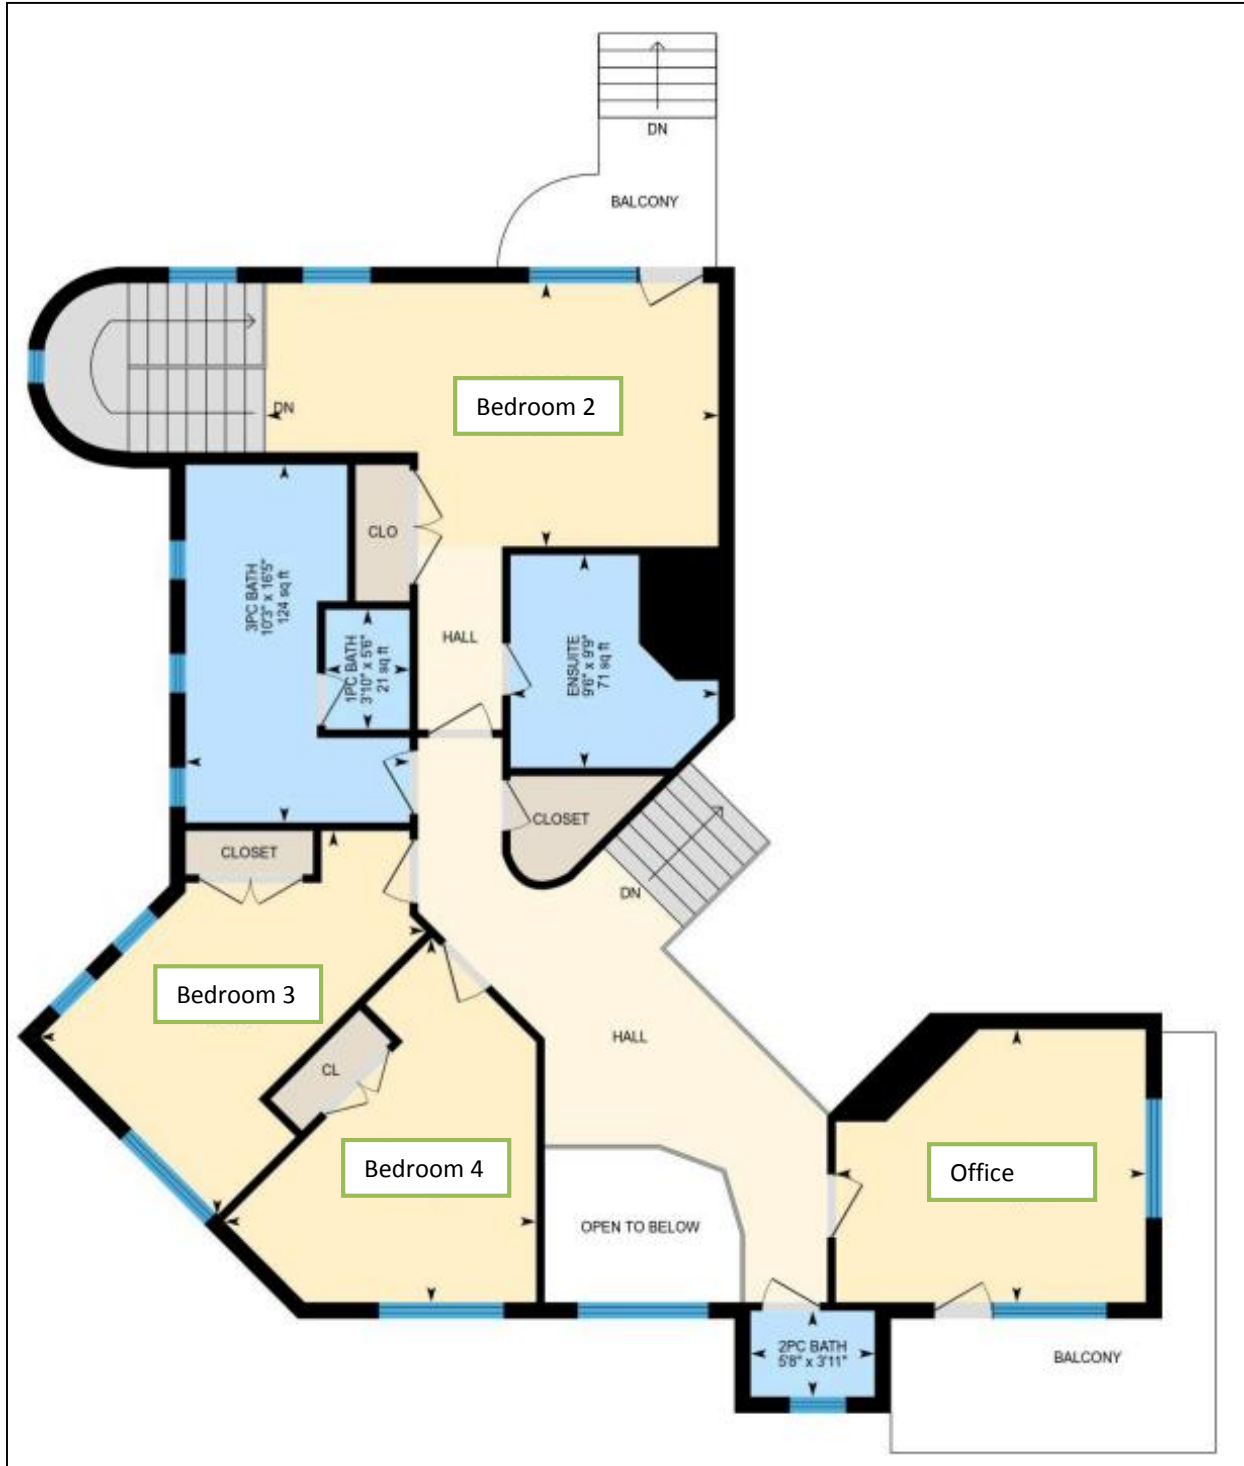 DN
BALCONY
Bedroom 2
DN
CLO
3PC BATH
10'3" x 16'5"
124 sq ft
1PC BATH
3'10" x 5'6"
21 sq ft
HALL
ENSUITE
9'6" x 9'9"
71 sq ft
CLOSET
CLOSET
DN
Bedroom 3
HALL
CL
Bedroom 4
Office
OPEN TO BELOW
2PC BATH
5'8" x 3'11"
BALCONY